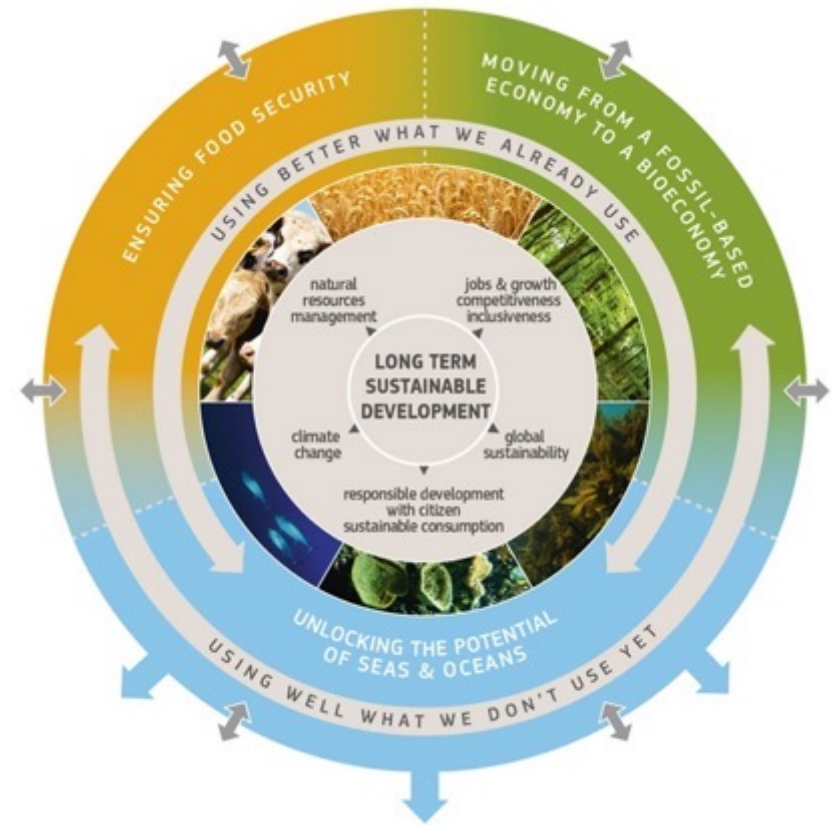 ENSURING FOOD SECURITY
MOVING FROM A FOSSIL-BASED
ECONOMY TO A BIOECONOMY
USING BETTER WHAT WE ALREADY USE
natural
resources
management
jobs & growth
competitiveness
inclusiveness
LONG TERM
SUSTAINABLE
DEVELOPMENT
climate
change
global
sustainability
responsible development
with citizen
sustainable consumption
UNLOCKING THE POTENTIAL
OF SEAS & OCEANS
USING WELL WHAT WE DON'T USE YET